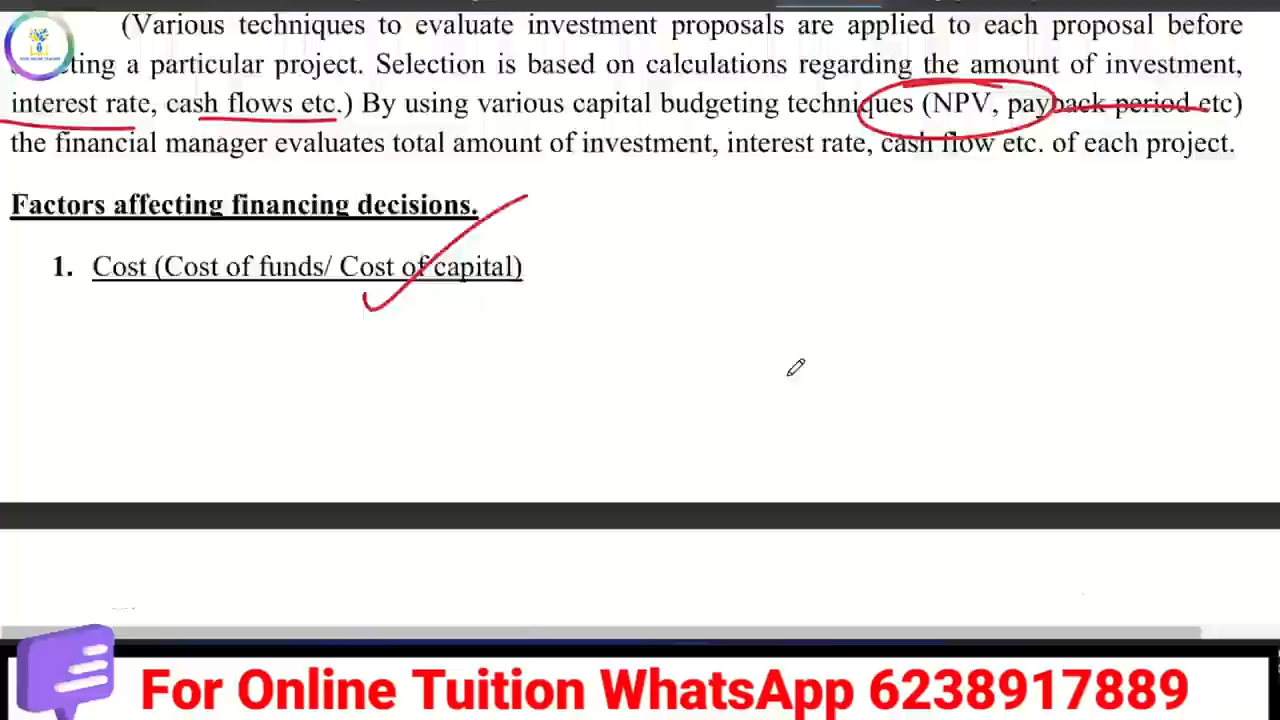 (Various techniques to evaluate investment proposals are applied to each proposal before
a particular project. Selection is based on calculations regarding the amount of investment,
interest rate, cash flows etc.) By using various capital budgeting techniques (NPV, payback period etc)
the financial manager evaluates total amount of investment, interest rate, cash flow etc. of each project.
Factors affecting financing decisions.
1. Cost (Cost of funds/ Cost of capital)
For Online Tuition WhatsApp 6238917889